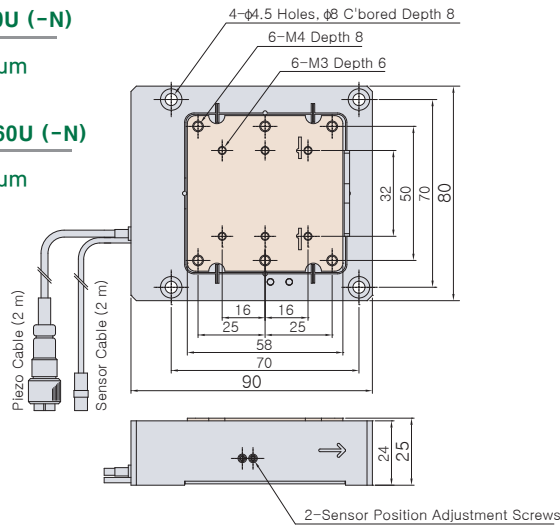 0U (-N)
um
60U (-N)
um
4-ϕ4.5 Holes, ϕ8 C'bored Depth 8
6-M4 Depth 8
6-M3 Depth 6
32
50
70
80
16
16
25
25
58
70
90
Piezo Cable (2 m)
Sensor Cable (2 m)
24
25
2-Sensor Position Adjustment Screws